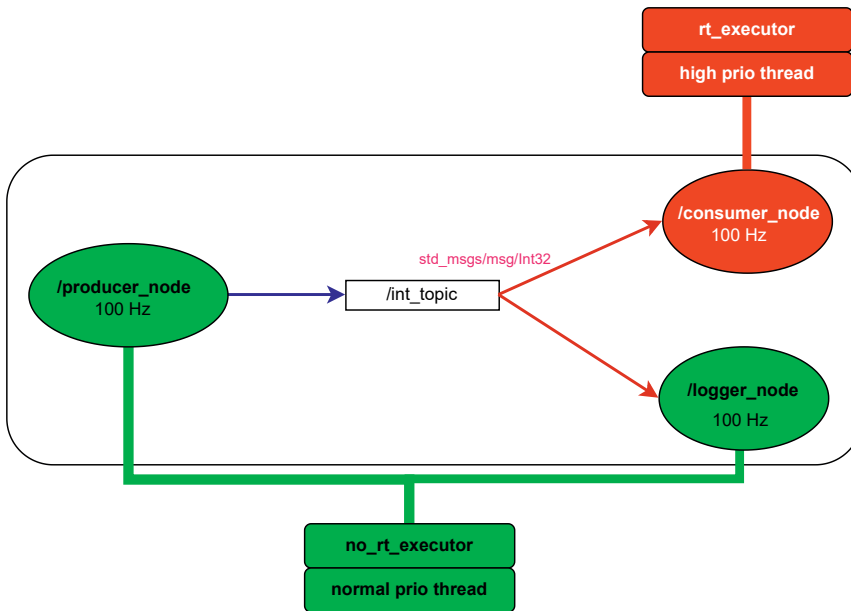 rt_executor
high prio thread
/consumer_node
100 Hz
std_msgs/msg/Int32
/producer_node
100 Hz
/int_topic
/logger_node
100 Hz
no_rt_executor
normal prio thread